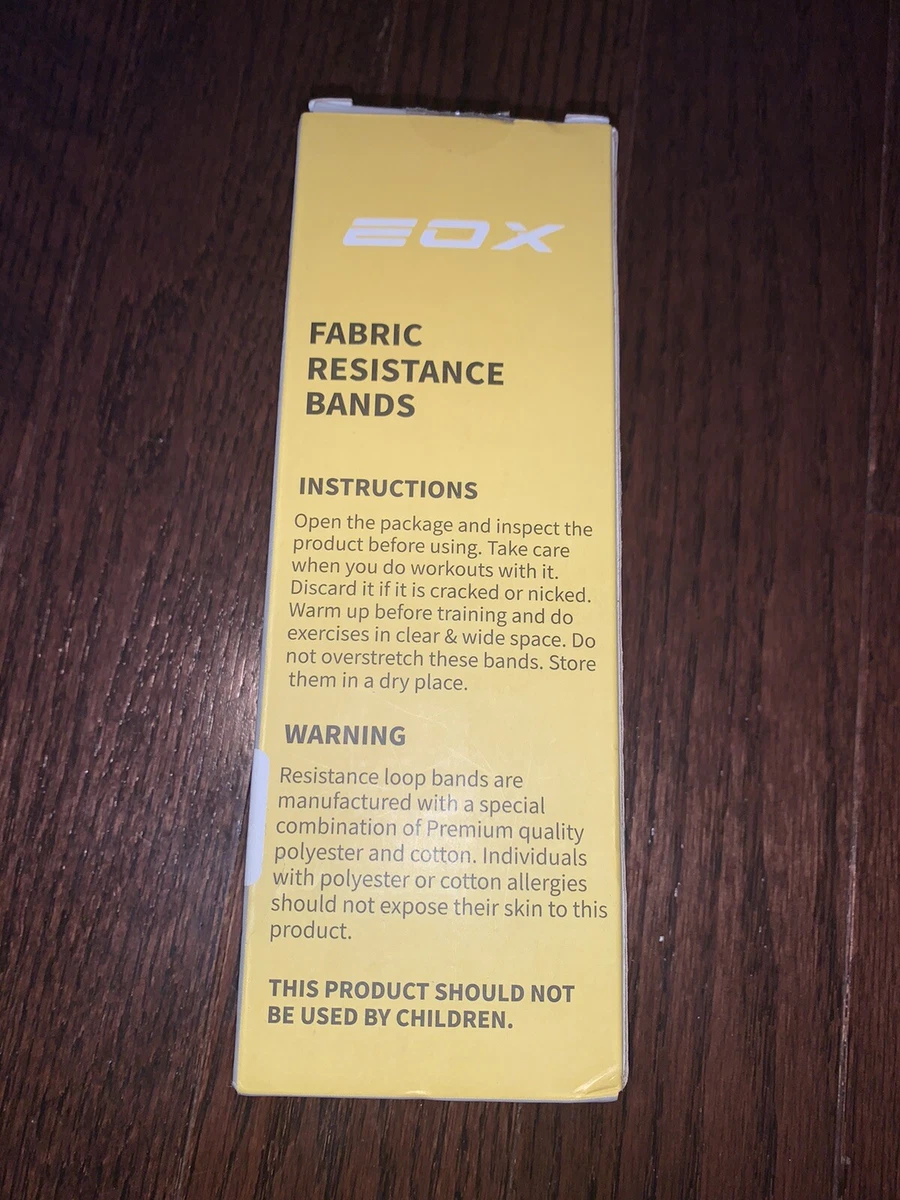 EOX
FABRIC
RESISTANCE
BANDS
INSTRUCTIONS
Open the package and inspect the
product before using. Take care
when you do workouts with it.
Discard it if it is cracked or nicked.
Warm up before training and do
exercises in clear & wide space. Do
not overstretch these bands. Store
them in a dry place.
WARNING
Resistance loop bands are
manufactured with a special
combination of Premium quality
polyester and cotton. Individuals
with polyester or cotton allergies
should not expose their skin to this
product.
THIS PRODUCT SHOULD NOT
BE USED BY CHILDREN.